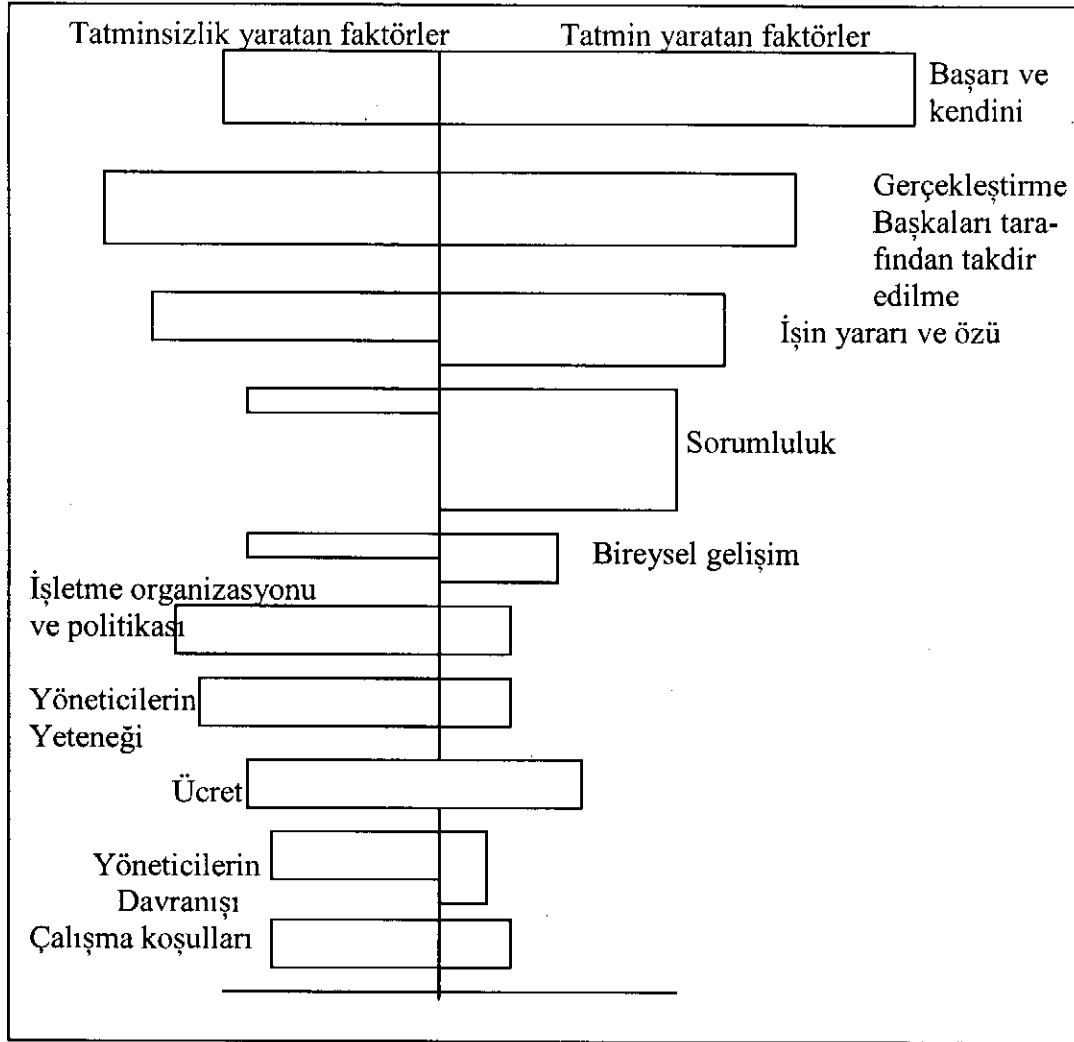 Tatminsizlik yaratan faktörler
Tatmin yaratan faktörler
Başarı ve
kendini
Gerçekleştirme
Başkaları tara-
fından takdir
edilme
İşin yararı ve özü
Sorumluluk
Bireysel gelişim
İşletme organizasyonu
ve politikası
Yöneticilerin
Yeteneği
Ücret
Yöneticilerin
Davranışı
Çalışma koşulları